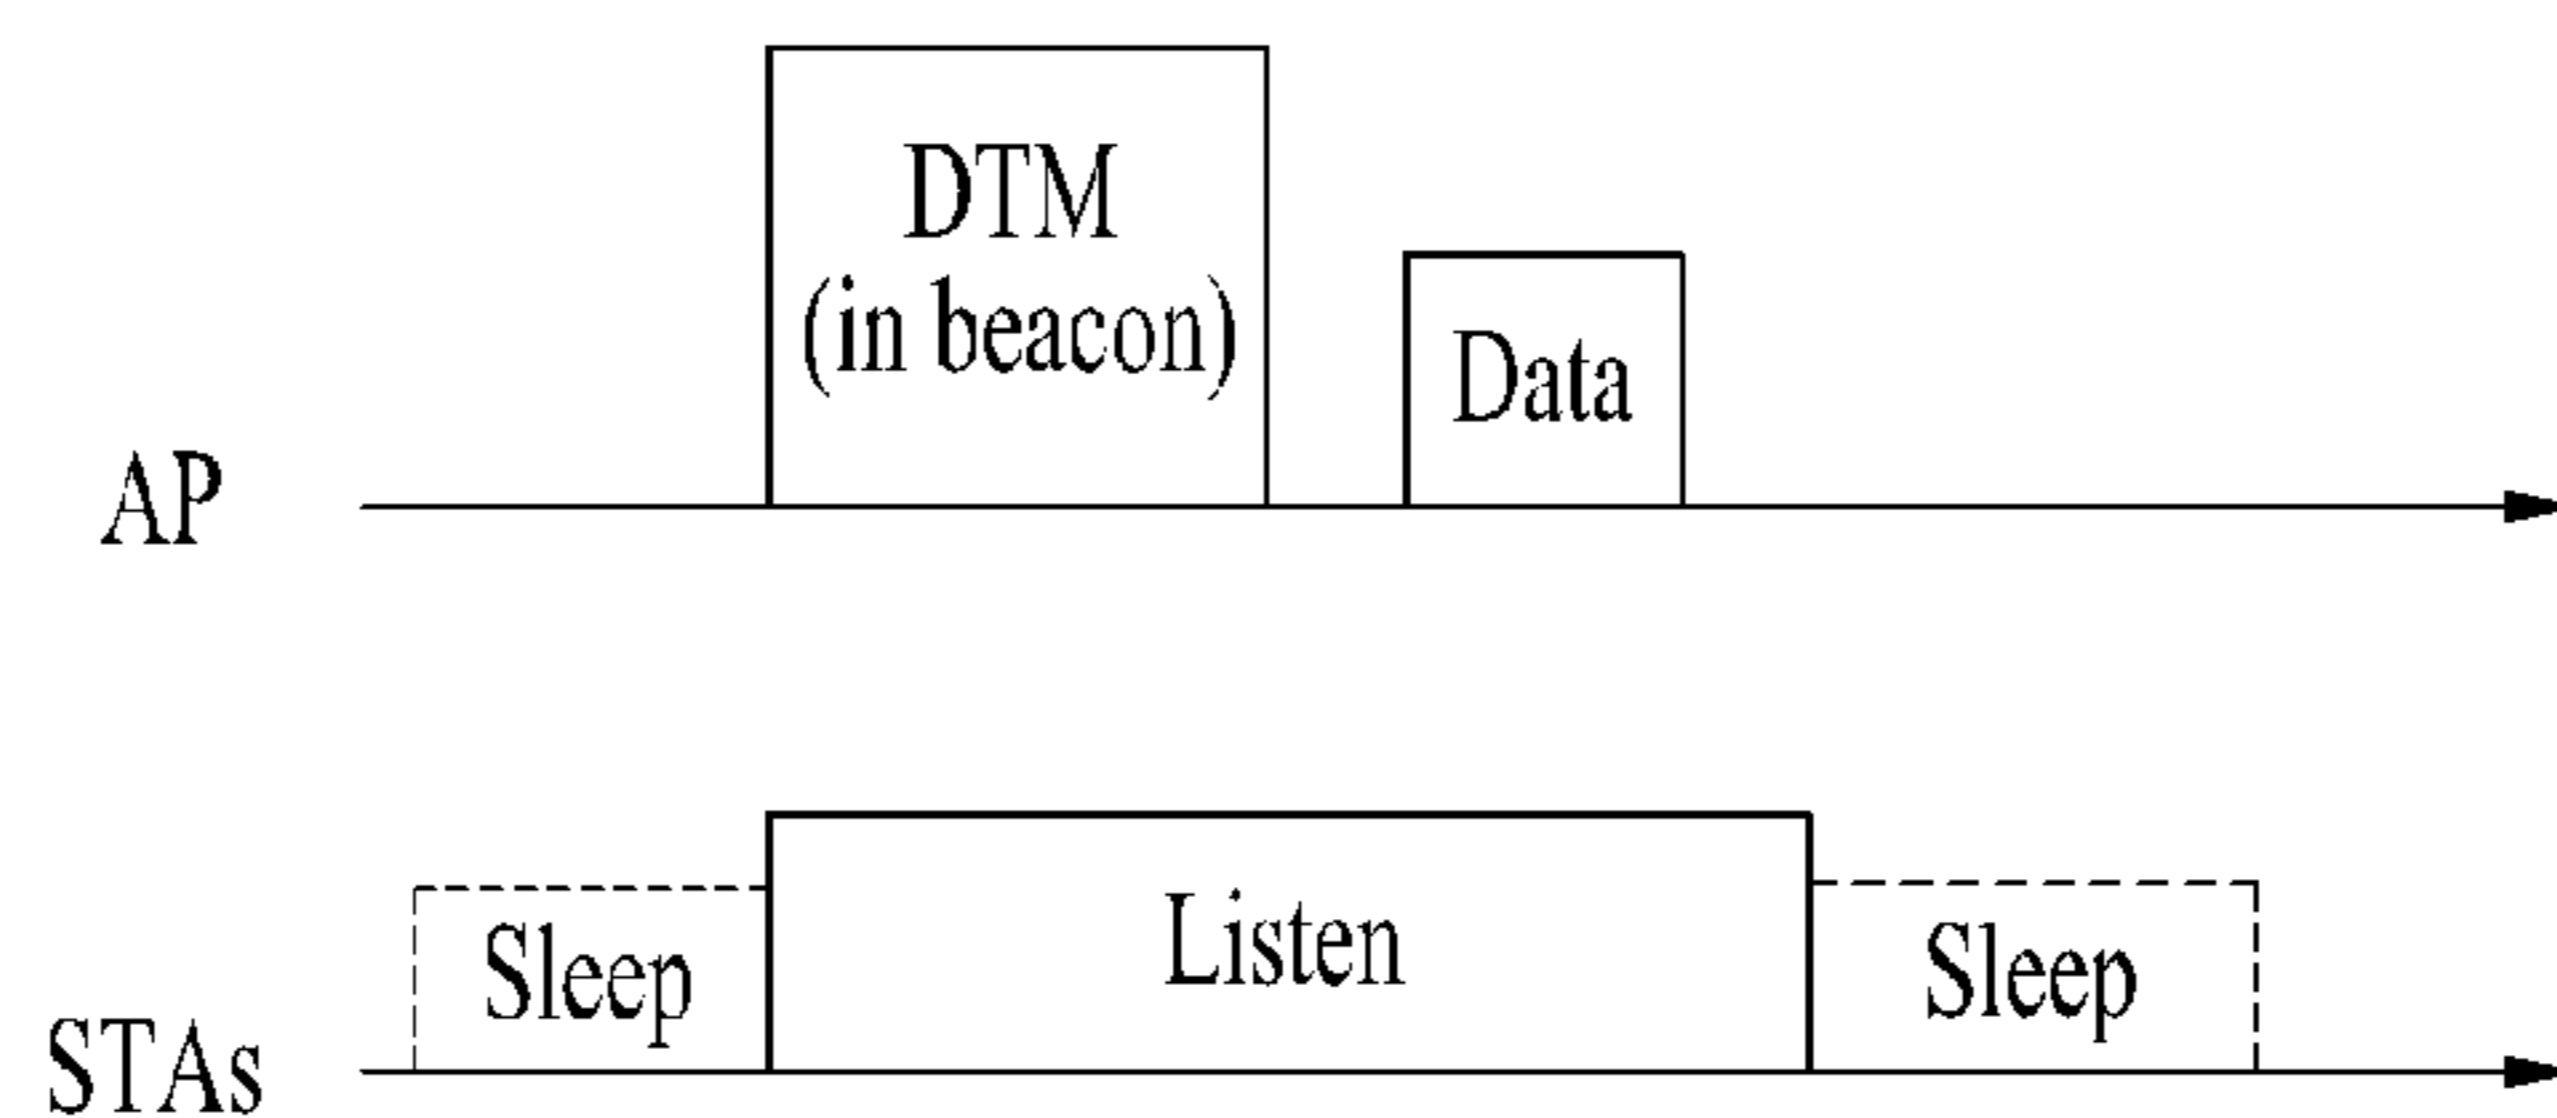 DTM
(in beacon)
Data
AP
Listen
Sleep
Sleep
STAs